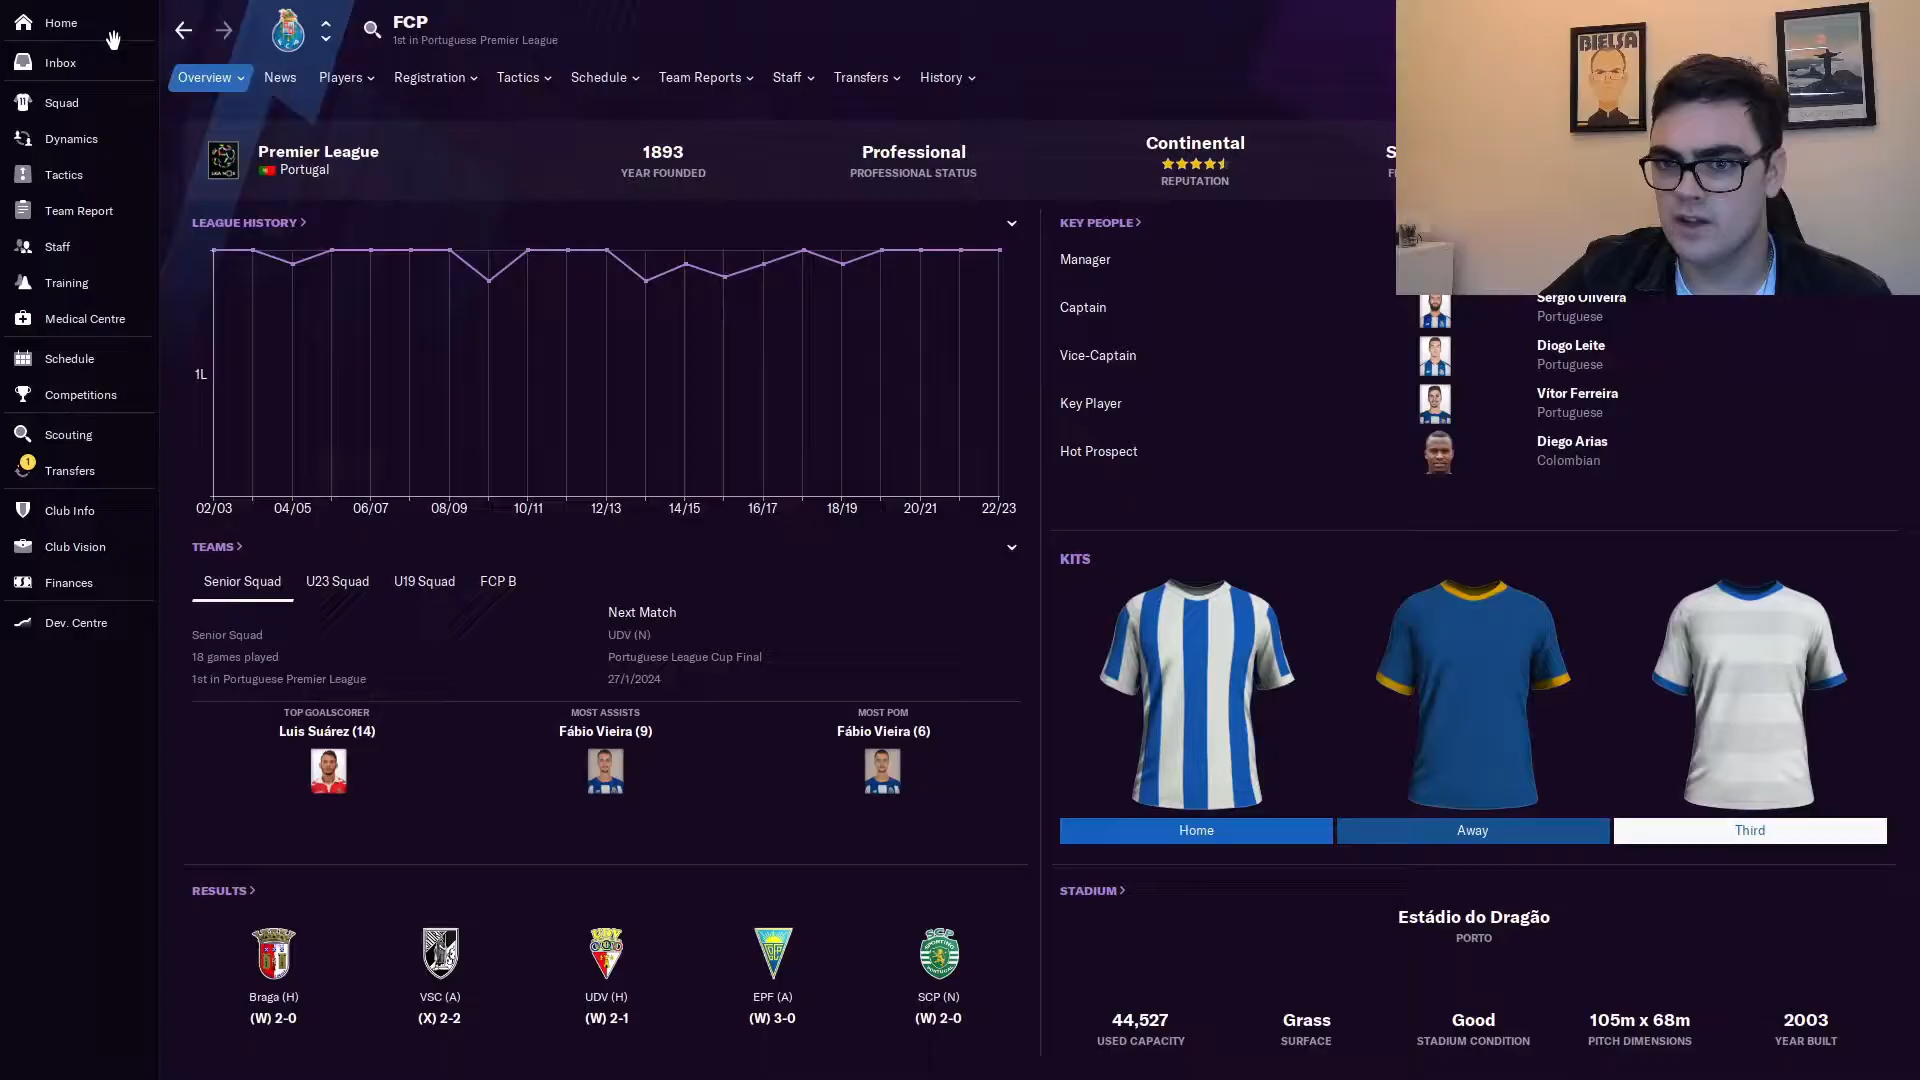 Home
Inbox
Squad
Dynamics
Tactics
Team Report
Staff
Training
Medical Centre
Schedule
Competitions
Scouting
1
Transfers
Club Info
Club Vision
Finances
Dev. Centre
FCP
1st in Portuguese Premier League
Overview News Players Registration Tactics Schedule Team Reports Staff Transfers History
Premier League
Portugal
1893
YEAR FOUNDED
Professional
PROFESSIONAL STATUS
Continental
REPUTATION
BIELSA
LEAGUE HISTORY
1L
02/03 04/05 06/07 08/09 10/11 12/13 14/15 16/17 18/19 20/21 22/23
KEY PEOPLE
Manager
Captain
Sérgio Oliveira
Portuguese
Vice-Captain
Diogo Leite
Portuguese
Key Player
Vítor Ferreira
Portuguese
Hot Prospect
Diego Arias
Colombian
TEAMS
Senior Squad U23 Squad U19 Squad FCP B
Senior Squad
18 games played
1st in Portuguese Premier League
Next Match
UDV (N)
Portuguese League Cup Final
27/1/2024
TOP GOALSCORER
Luis Suárez (14)
MOST ASSISTS
Fábio Vieira (9)
MOST POM
Fábio Vieira (6)
KITS
Home Away Third
RESULTS
Braga (H)
(W) 2-0
VSC (A)
(X) 2-2
UDV (H)
(W) 2-1
EPF (A)
(W) 3-0
SCP (N)
(W) 2-0
STADIUM
Estádio do Dragão
PORTO
44,527
USED CAPACITY
Grass
SURFACE
Good
STADIUM CONDITION
105m x 68m
PITCH DIMENSIONS
2003
YEAR BUILT